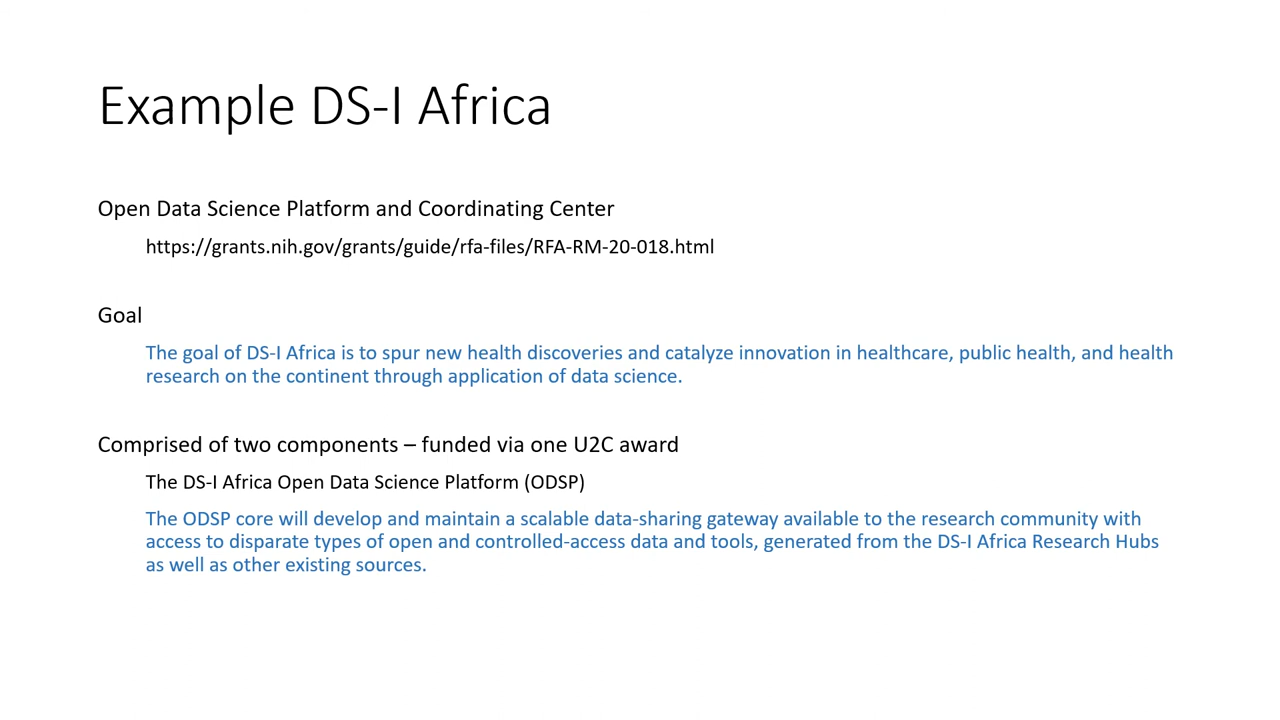 Example DS-I Africa
Open Data Science Platform and Coordinating Center
https://grants.nih.gov/grants/guide/rfa-files/RFA-RM-20-018.html
Goal
The goal of DS-I Africa is to spur new health discoveries and catalyze innovation in healthcare, public health, and health
research on the continent through application of data science.
Comprised of two components – funded via one U2C award
The DS-I Africa Open Data Science Platform (ODSP)
The ODSP core will develop and maintain a scalable data-sharing gateway available to the research community with
access to disparate types of open and controlled-access data and tools, generated from the DS-I Africa Research Hubs
as well as other existing sources.